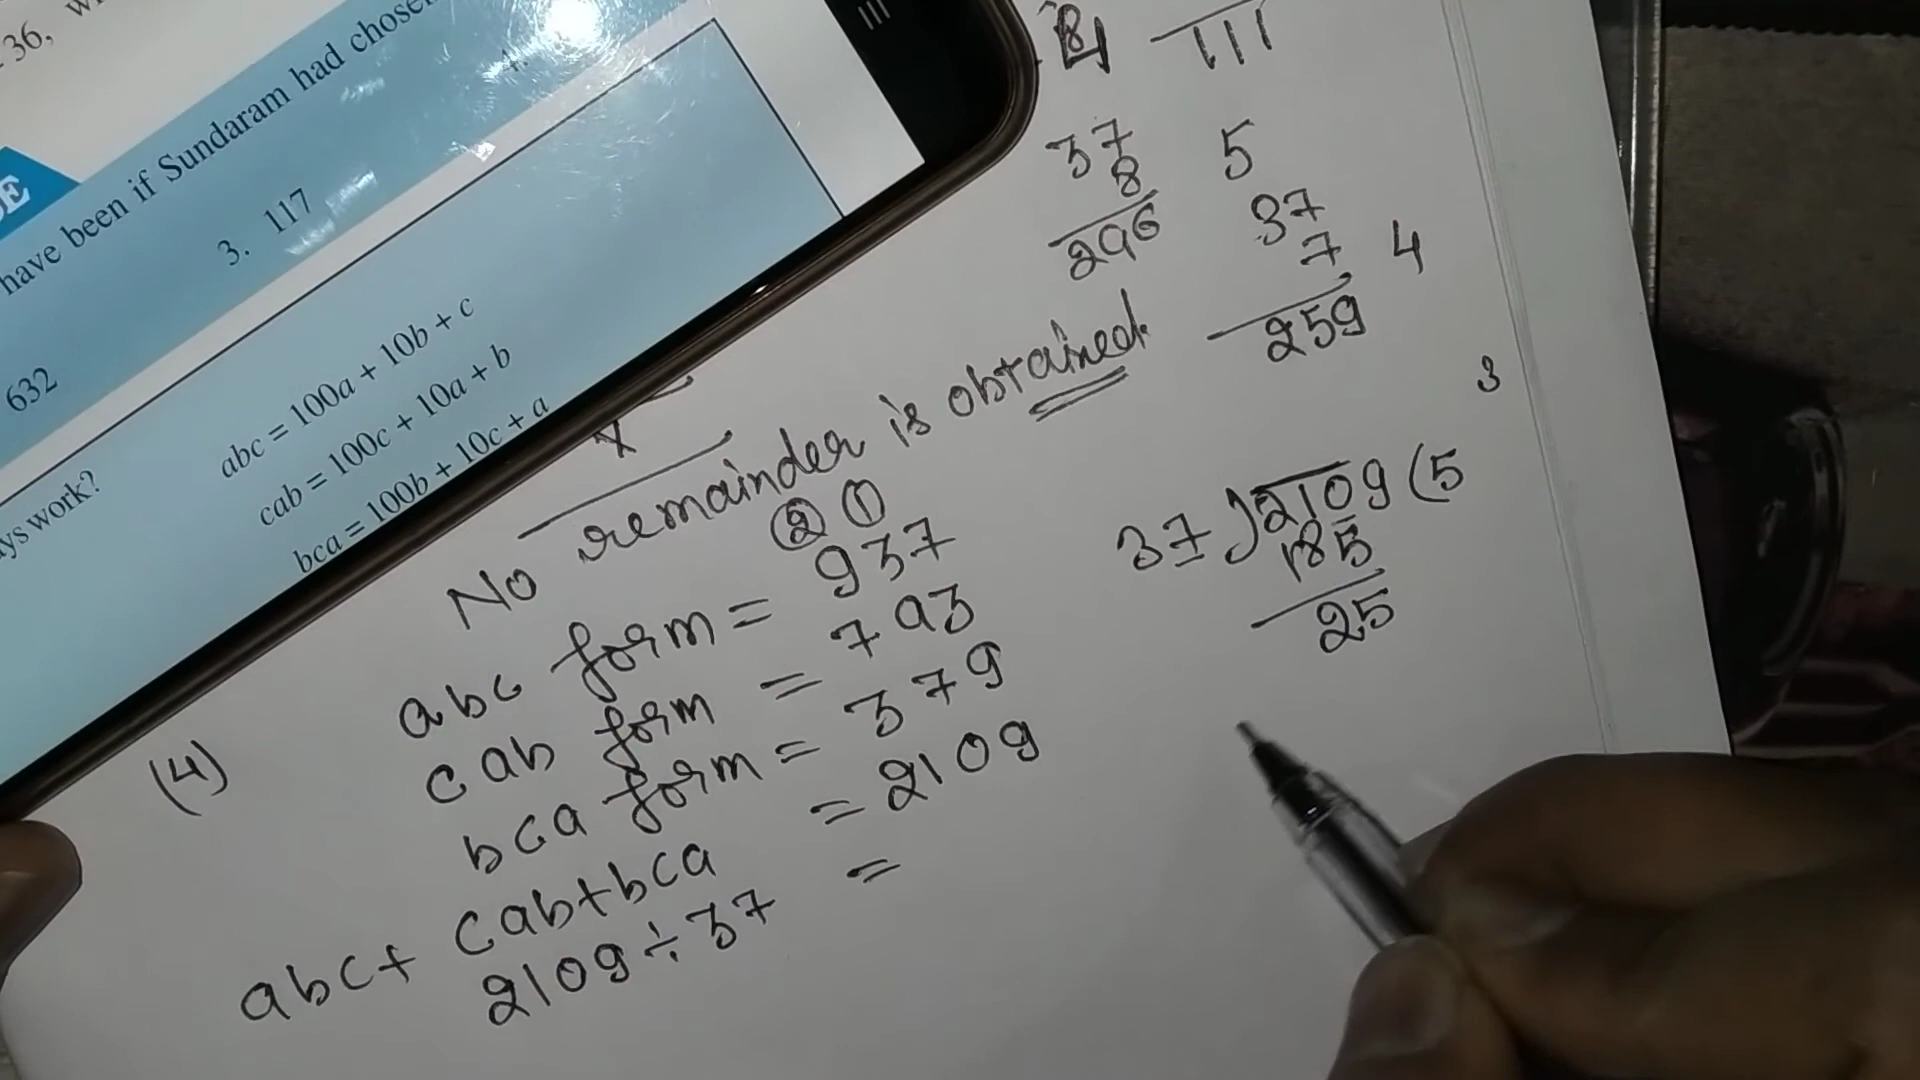 36,
have been if Sundaram had chosen
3. 117
632
ys work?
abc = 100a + 10b + c
cab = 100c + 10a + b
bca = 100b + 10c + a
111
37
8
296
5
37
7
259
4
3
No remainder is obtained
② ①
(4)
abc form = 937
cab form = 793
bca form = 379
abc+ cab+bca = 2109
2109÷37 =
37)2109(5
185
25